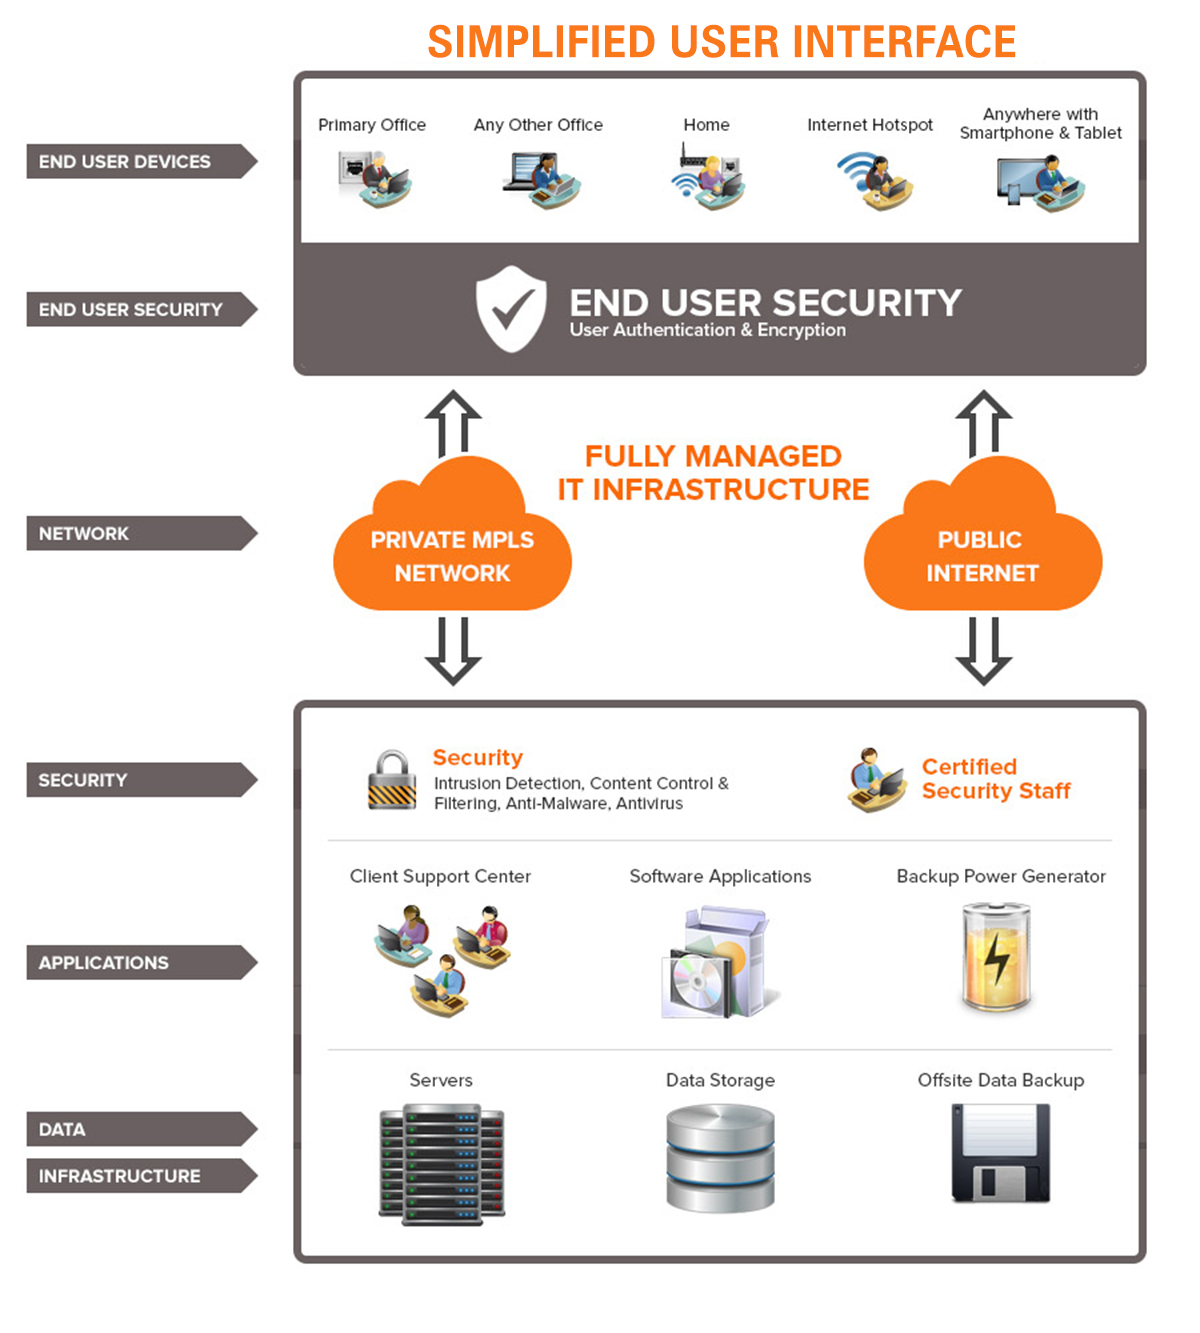 SIMPLIFIED USER INTERFACE
END USER DEVICES
Primary Office
Any Other Office
Home
Internet Hotspot
Anywhere with
Smartphone & Tablet
END USER SECURITY
END USER SECURITY
User Authentication & Encryption
NETWORK
FULLY MANAGED
IT INFRASTRUCTURE
PRIVATE MPLS
NETWORK
PUBLIC
INTERNET
SECURITY
Security
Intrusion Detection, Content Control &
Filtering, Anti-Malware, Antivirus
Certified
Security Staff
APPLICATIONS
Client Support Center
Software Applications
Backup Power Generator
DATA
INFRASTRUCTURE
Servers
Data Storage
Offsite Data Backup